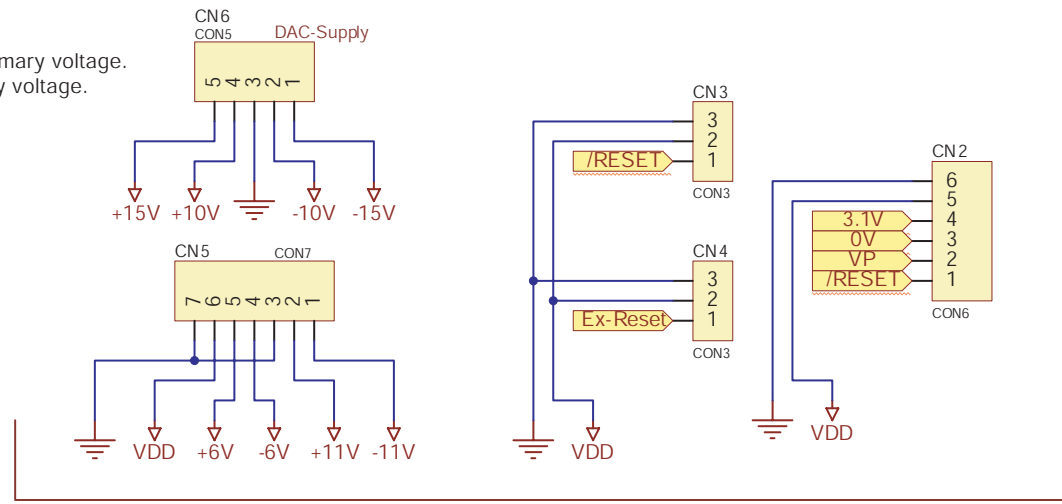 CN6
CON5 DAC-Supply
mary voltage.
y voltage.
5 4 3 2 1
+15V +10V -10V -15V
CN5 CON7
7 6 5 4 3 2 1
VDD +6V -6V +11V -11V
CN3
3
2
/RESET 1
CON3
CN4
3
2
Ex-Reset 1
CON3
VDD
CN2
6
5
3.1V 4
0V 3
VP 2
/RESET 1
CON6
VDD